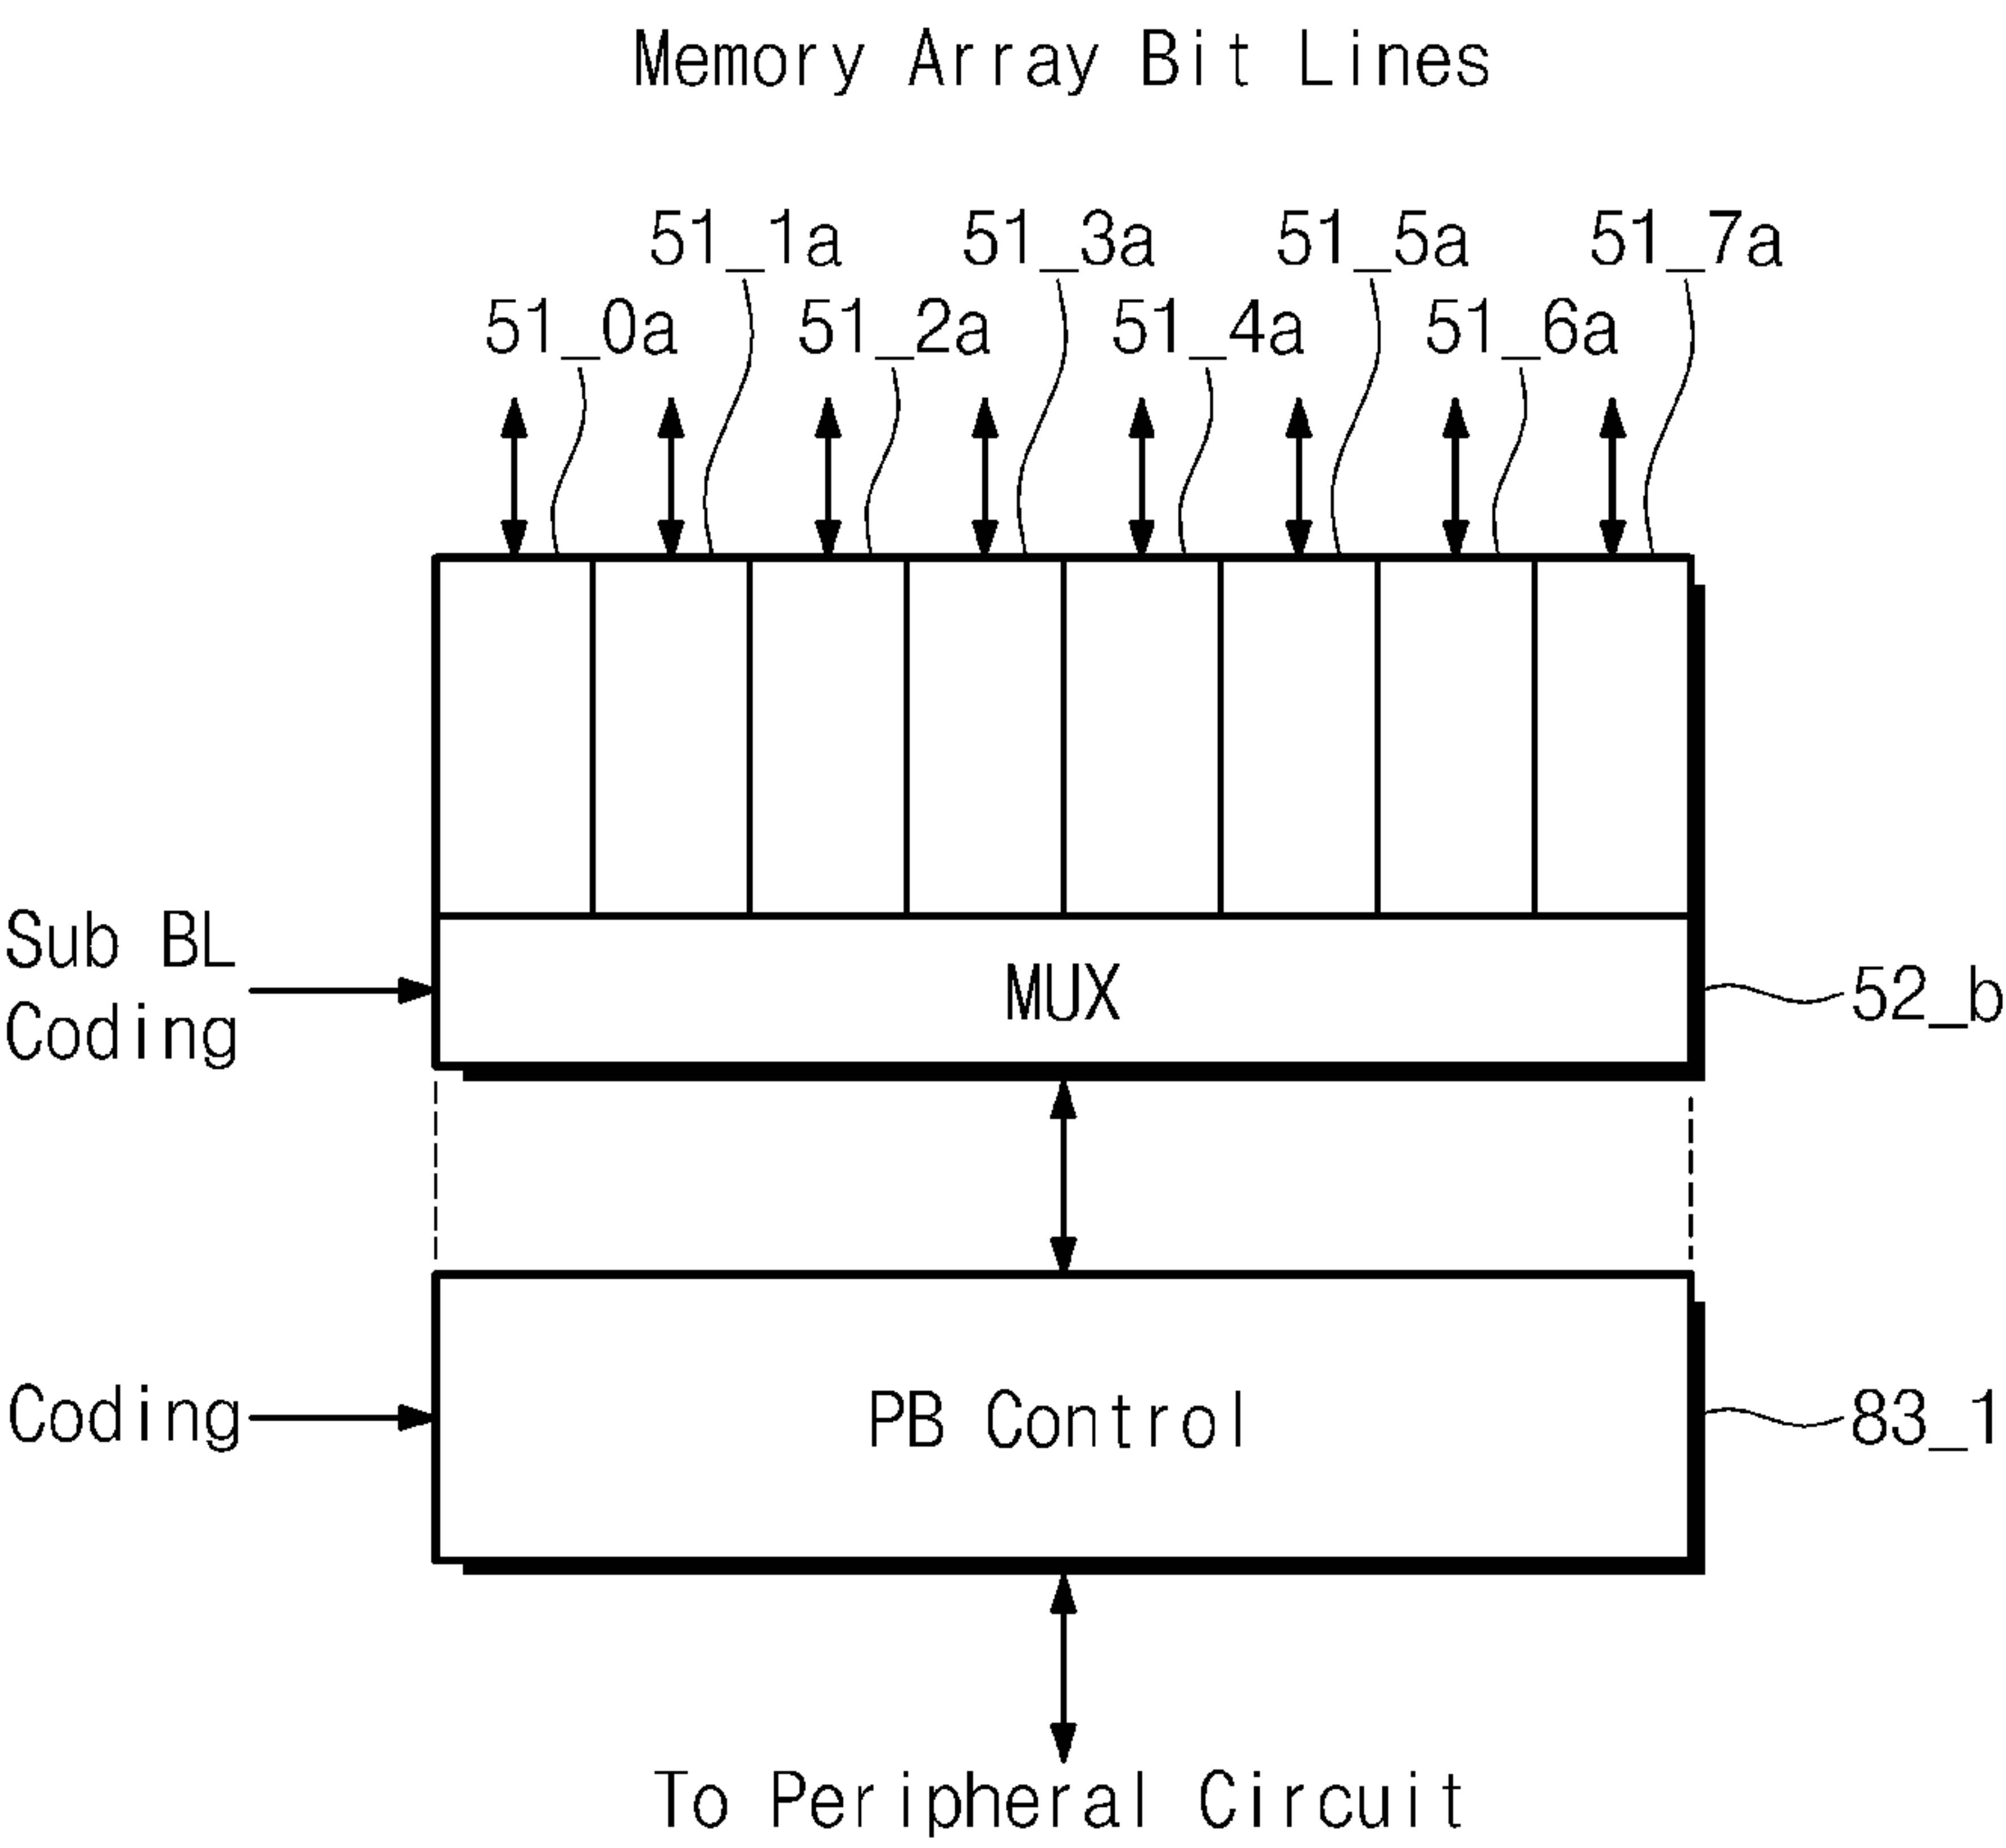 Memory Array Bit Lines
51_1a 51_3a 51_5a 51_7a
51_0a 51_2a 51_4a 51_6a
Sub BL
Coding
MUX
52_b
Coding
PB Control
83_1
To Peripheral Circuit